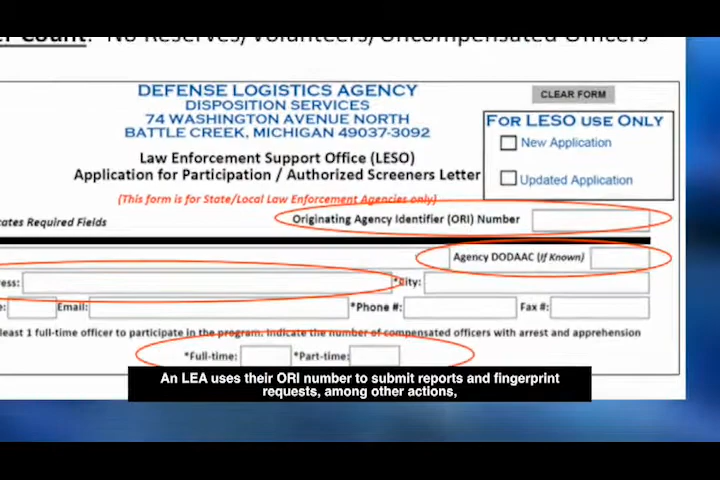 Count: No Reserves/Volunteers/Uncompensated Officers
DEFENSE LOGISTICS AGENCY
DISPOSITION SERVICES
74 WASHINGTON AVENUE NORTH
BATTLE CREEK, MICHIGAN 49037-3092
CLEAR FORM
FOR LESO USE ONLY
New Application
Updated Application
Law Enforcement Support Office (LESO)
Application for Participation / Authorized Screeners Letter
(This form is for State/Local Law Enforcement Agencies only)
Originating Agency Identifier (ORI) Number
Required Fields
Agency DODAAC (If Known)
*City:
Email:
*Phone #:
Fax #:
least 1 full-time officer to participate in the program. Indicate the number of compensated officers with arrest and apprehension
*Full-time:
*Part-time:
An LEA uses their ORI number to submit reports and fingerprint
requests, among other actions,